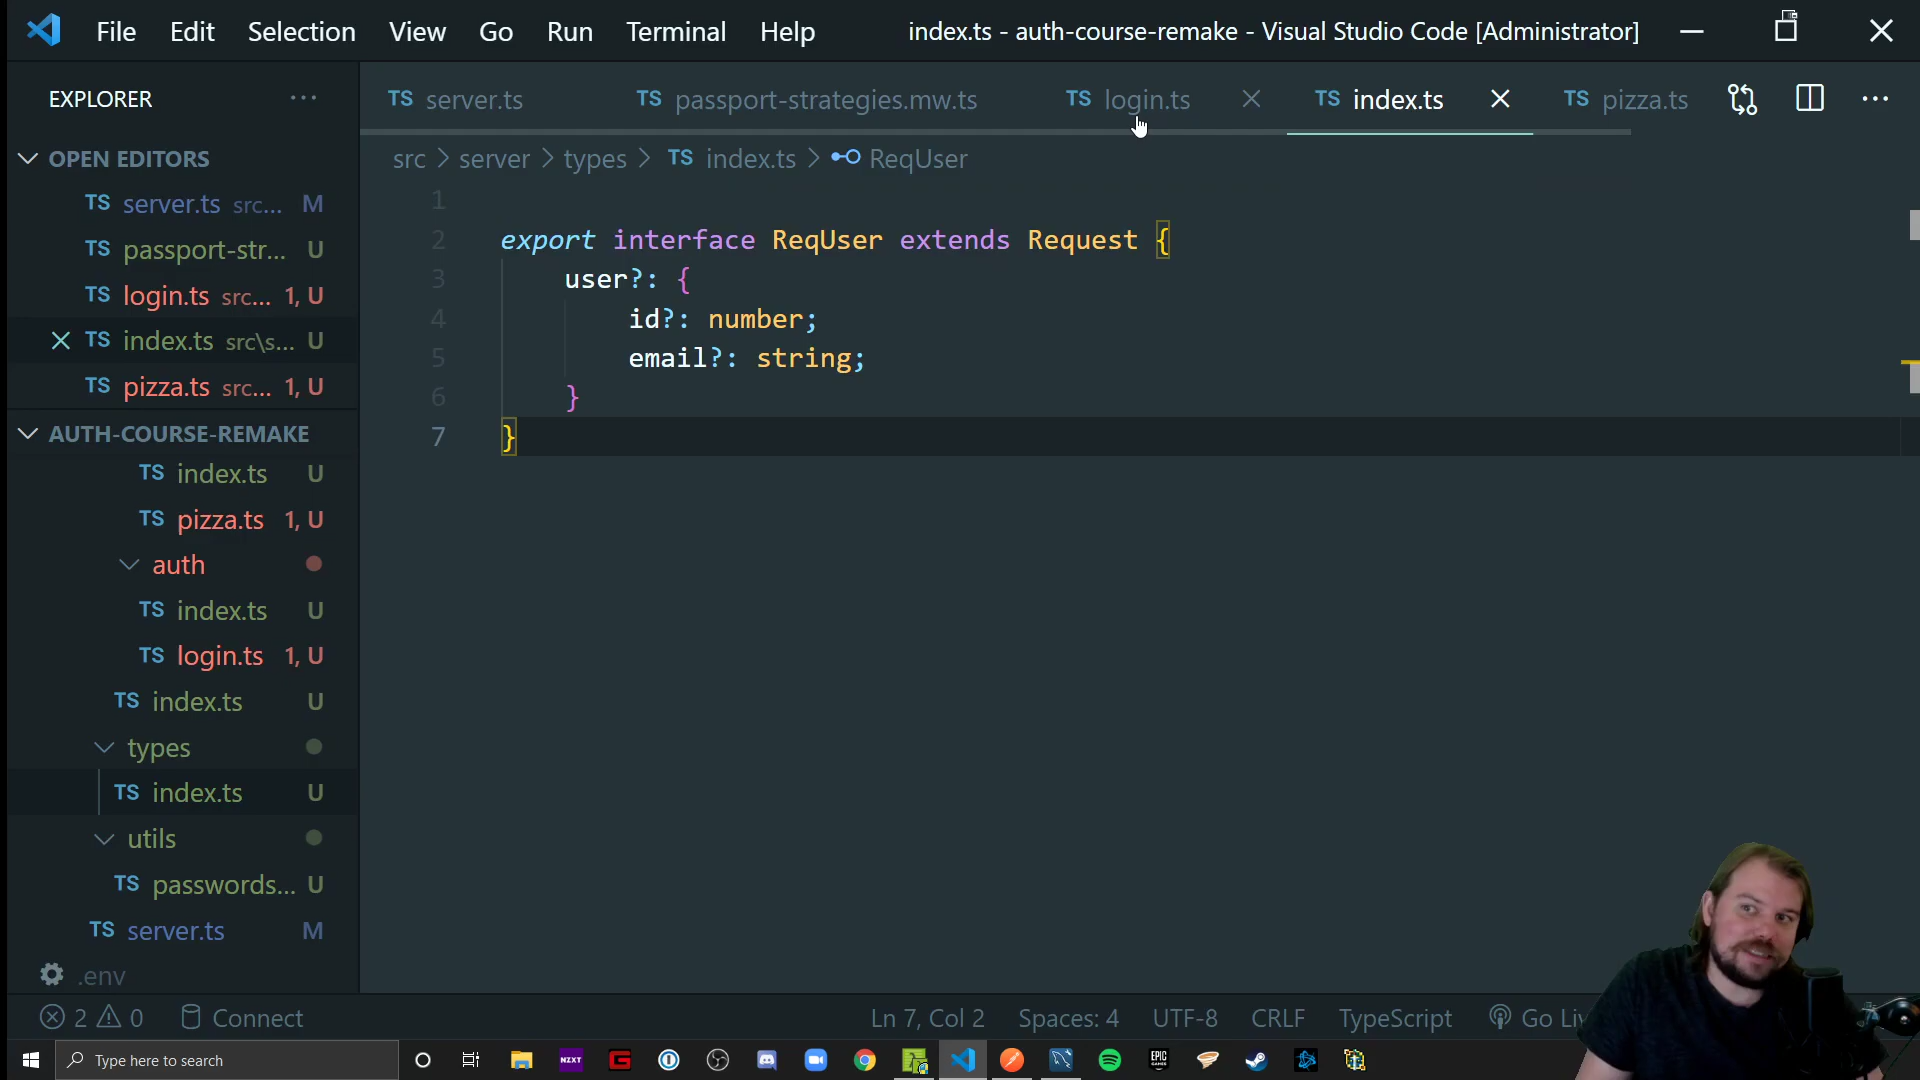 File Edit Selection View Go Run Terminal Help index.ts - auth-course-remake - Visual Studio Code [Administrator]
EXPLORER
TS server.ts TS passport-strategies.mw.ts TS login.ts TS index.ts TS pizza.ts
OPEN EDITORS
TS server.ts src... M
TS passport-str... U
TS login.ts src... 1, U
TS index.ts src\s... U
TS pizza.ts src... 1, U
AUTH-COURSE-REMAKE
TS index.ts U
TS pizza.ts 1, U
auth
TS index.ts U
TS login.ts 1, U
TS index.ts U
types
TS index.ts U
utils
TS passwords... U
TS server.ts M
.env
src > server > types > TS index.ts > ReqUser
1
2 export interface ReqUser extends Request {
3 user?: {
4 id?: number;
5 email?: string;
6 }
7 }
2 0 Connect Ln 7, Col 2 Spaces: 4 UTF-8 CRLF TypeScript Go Liv
Type here to search
NZXT
EPIC GAMES